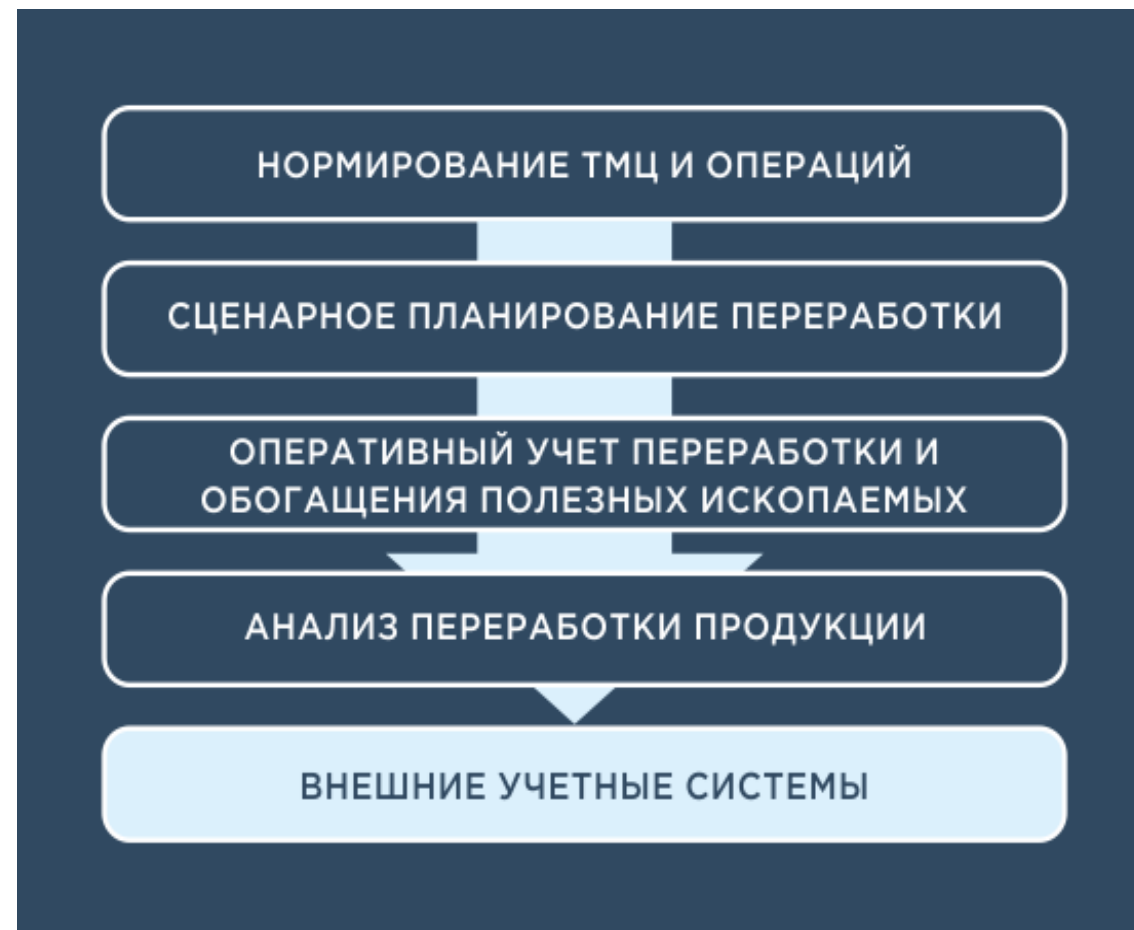 НОРМИРОВАНИЕ ТМЦ И ОПЕРАЦИЙ
СЦЕНАРНОЕ ПЛАНИРОВАНИЕ ПЕРЕРАБОТКИ
ОПЕРАТИВНЫЙ УЧЕТ ПЕРЕРАБОТКИ И
ОБОГАЩЕНИЯ ПОЛЕЗНЫХ ИСКОПАЕМЫХ
АНАЛИЗ ПЕРЕРАБОТКИ ПРОДУКЦИИ
ВНЕШНИЕ УЧЕТНЫЕ СИСТЕМЫ